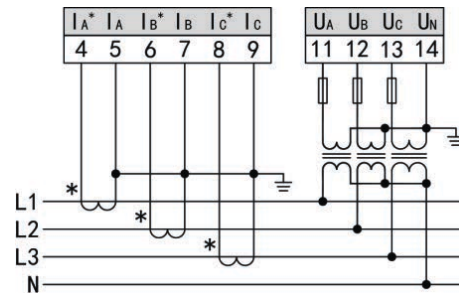 IA* IA IB* IB IC* IC
4 5 6 7 8 9
UA UB UC UN
11 12 13 14
*
L1
*
L2
*
L3
N